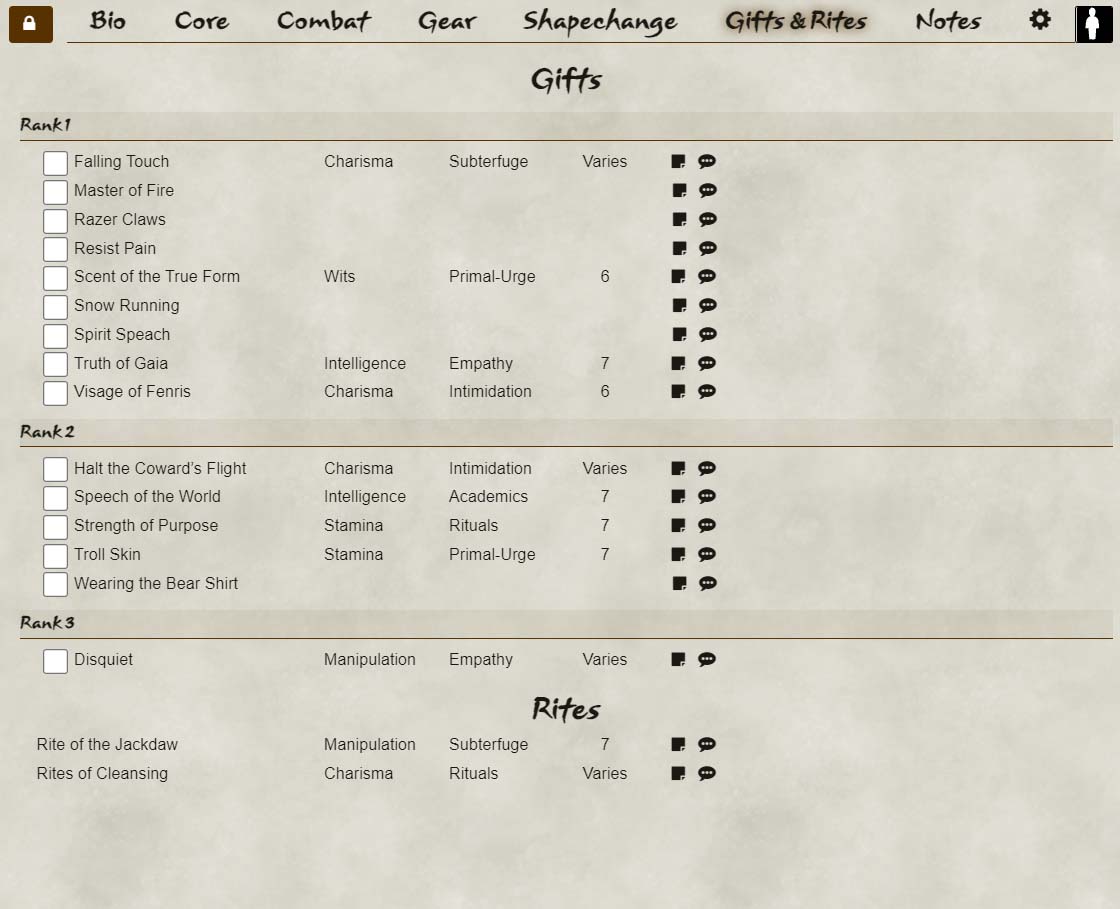 Bio Core Combat Gear Shapechange Gifts & Rites Notes
Gifts
Rank 1
Falling Touch Charisma Subterfuge Varies
Master of Fire
Razer Claws
Resist Pain
Scent of the True Form Wits Primal-Urge 6
Snow Running
Spirit Speach
Truth of Gaia Intelligence Empathy 7
Visage of Fenris Charisma Intimidation 6
Rank 2
Halt the Coward’s Flight Charisma Intimidation Varies
Speech of the World Intelligence Academics 7
Strength of Purpose Stamina Rituals 7
Troll Skin Stamina Primal-Urge 7
Wearing the Bear Shirt
Rank 3
Disquiet Manipulation Empathy Varies
Rites
Rite of the Jackdaw Manipulation Subterfuge 7
Rites of Cleansing Charisma Rituals Varies